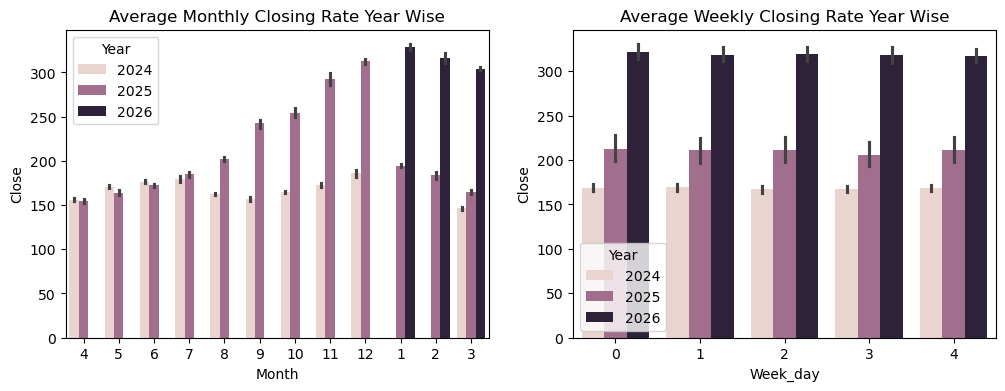 Average Monthly Closing Rate Year Wise
Close
300
250
200
150
100
50
0
Year
2024
2025
2026
4 5 6 7 8 9 10 11 12 1 2 3
Month
Average Weekly Closing Rate Year Wise
Close
300
250
200
150
100
50
0
Year
2024
2025
2026
0 1 2 3 4
Week_day